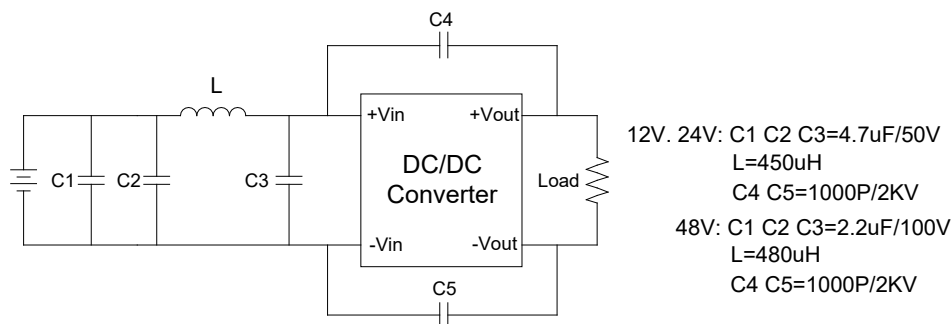 C4
L
+Vin
+Vout
12V. 24V: C1 C2 C3=4.7uF/50V
L=450uH
C4 C5=1000P/2KV
C1
C2
C3
DC/DC
Converter
Load
48V: C1 C2 C3=2.2uF/100V
L=480uH
C4 C5=1000P/2KV
-Vin
-Vout
C5